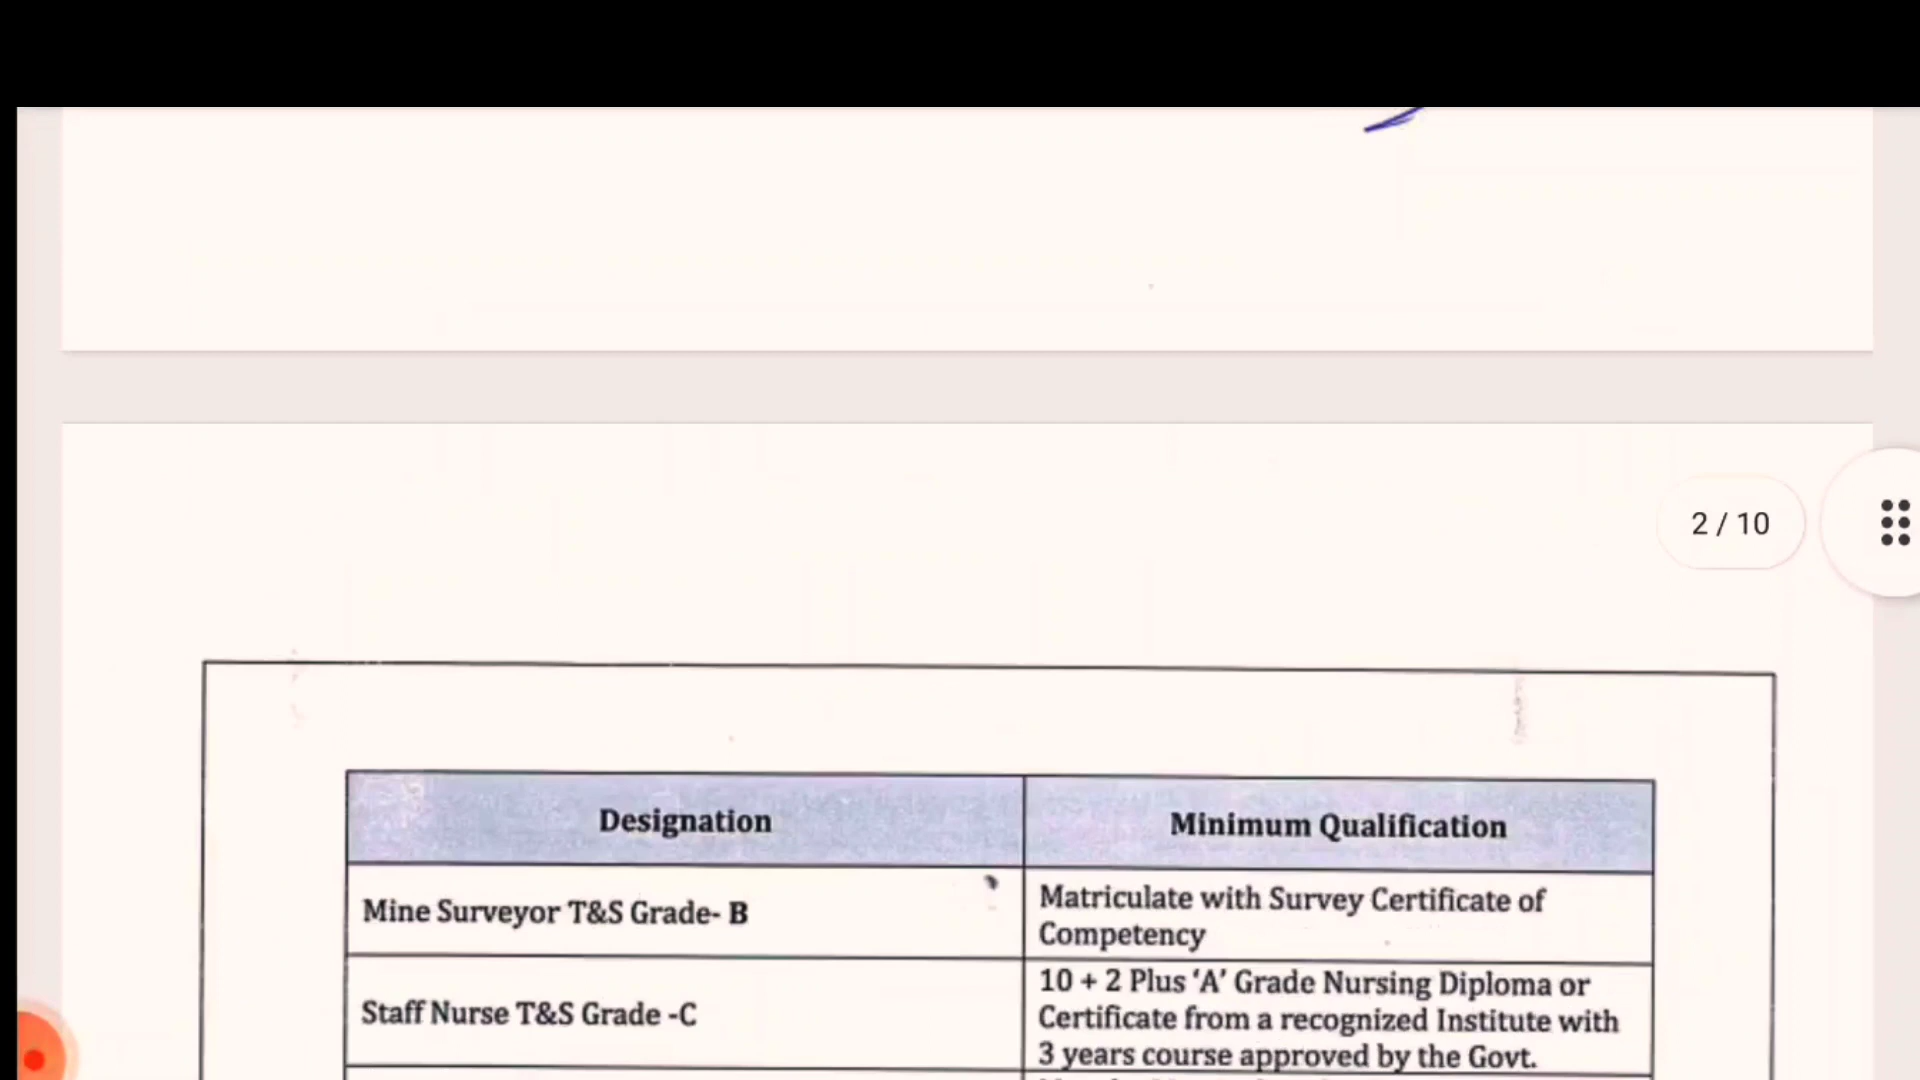 2 / 10
Designation
Minimum Qualification
Mine Surveyor T&S Grade- B
Matriculate with Survey Certificate of
Competency
Staff Nurse T&S Grade -C
10 + 2 Plus ‘A’ Grade Nursing Diploma or
Certificate from a recognized Institute with
3 years course approved by the Govt.